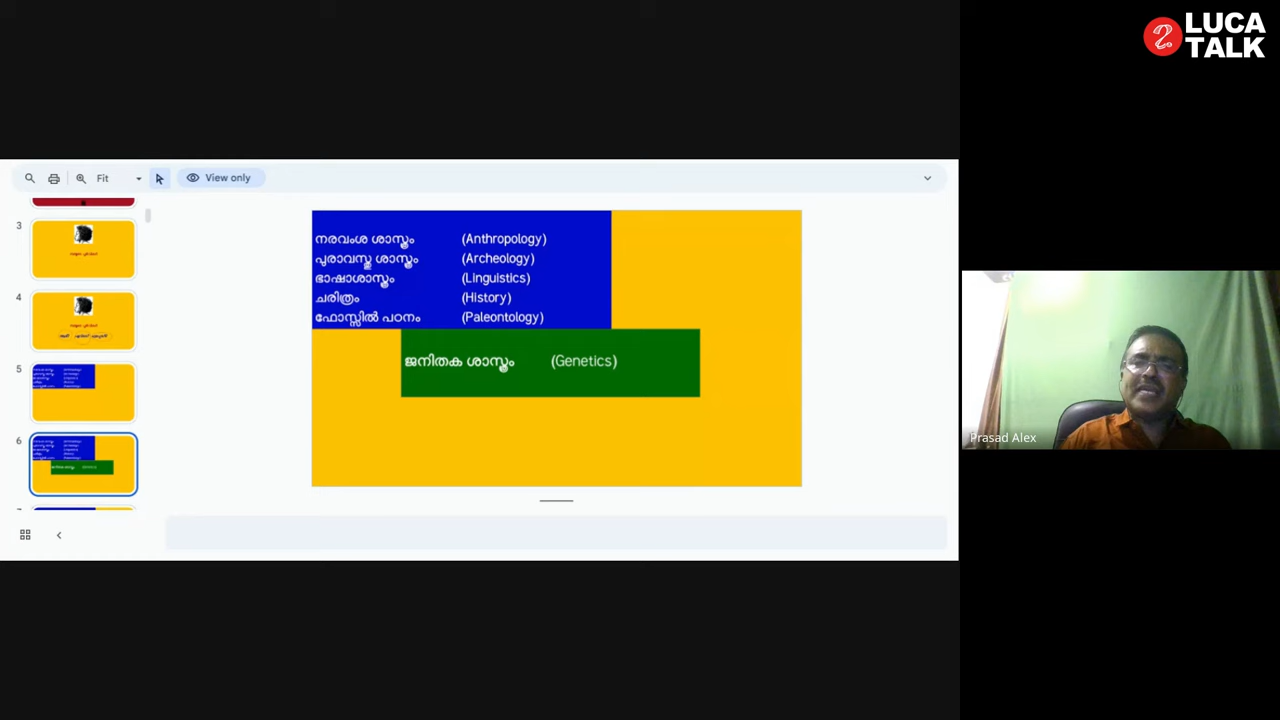 LUCA
TALK
Fit
View only
3
4
5
6
നരവംശ ശാസ്ത്രം (Anthropology)
പുരാവസ്തു ശാസ്ത്രം (Archeology)
ഭാഷാശാസ്ത്രം (Linguistics)
ചരിത്രം (History)
ഫോസ്സിൽ പഠനം (Paleontology)
ജനിതക ശാസ്ത്രം (Genetics)
Prasad Alex